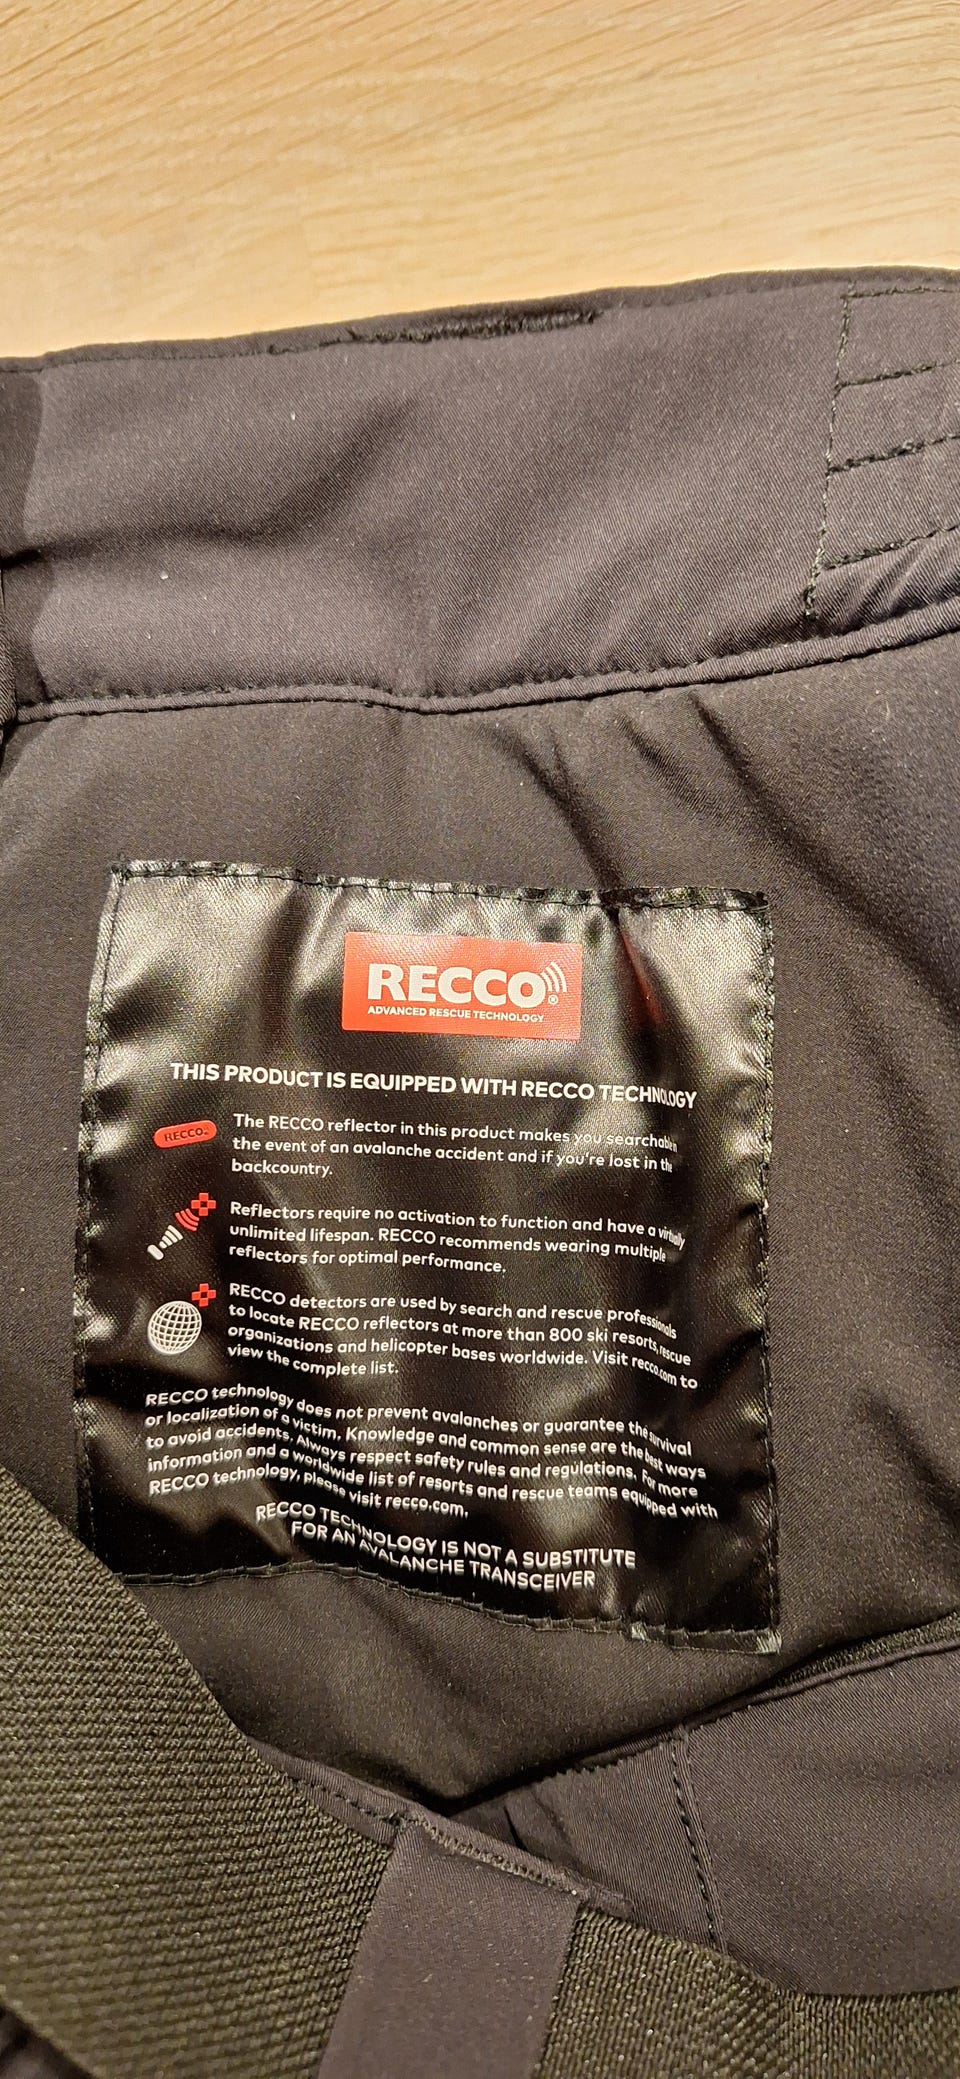 RECCO®
ADVANCED RESCUE TECHNOLOGY
THIS PRODUCT IS EQUIPPED WITH RECCO TECHNOLOGY
RECCO
The RECCO reflector in this product makes you
the event of an avalanche accident and if you're lost in the
backcountry.
Reflectors require no activation to function and have a virtually
unlimited lifespan. RECCO recommends wearing multiple
reflectors for optimal performance.
RECCO detectors are used by search and rescue professionals
to locate RECCO reflectors at more than 800 ski resorts, rescue
organizations and helicopter bases worldwide. Visit recco.com to
view the complete list.
RECCO technology does not prevent avalanches or guarantee the survival
or localization of a victim. Knowledge and common sense are the best ways
to avoid accidents. Always respect safety rules and regulations. For more
information and a worldwide list of resorts and rescue teams equipped with
RECCO technology, please visit recco.com.
RECCO TECHNOLOGY IS NOT A SUBSTITUTE
FOR AN AVALANCHE TRANSCEIVER